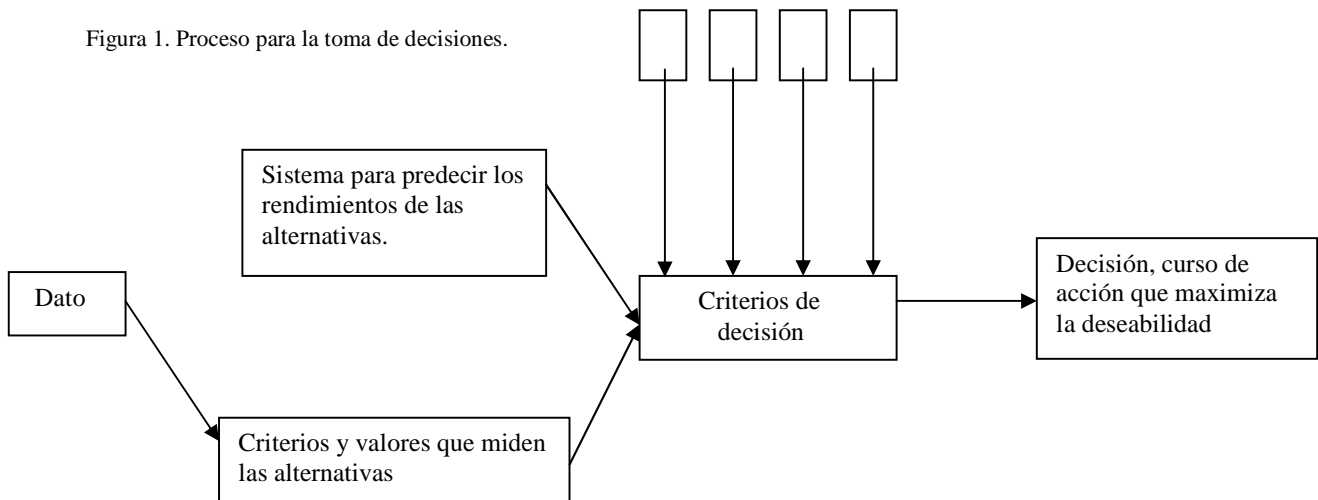 Figura 1. Proceso para la toma de decisiones.
Sistema para predecir los
rendimientos de las
alternativas.
Dato
Criterios de
decisión
Decisión, curso de
acción que maximiza
la deseabilidad
Criterios y valores que miden
las alternativas